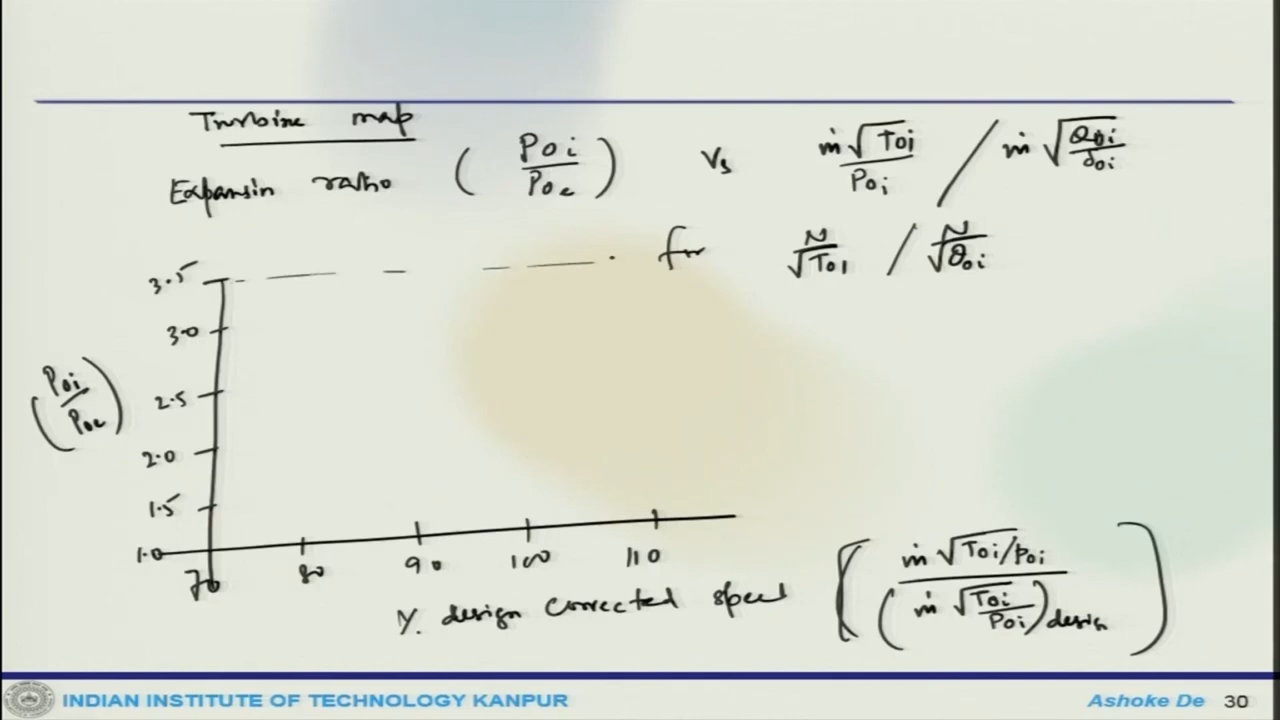 Turbine map
Expansin ratio ( P0i / P0e ) Vs ṁ√T0i / P0i / ṁ √θ0i / δ0i
for N / √T01 / N / √θ0i
3.5
3.0
( P0i / P0e )
2.5
2.0
1.5
1.0
70 80 90 100 110
%. design corrected speed ( ṁ √T0i/p0i / ( ṁ √T0i / P0i ) design )
INDIAN INSTITUTE OF TECHNOLOGY KANPUR
Ashoke De 30